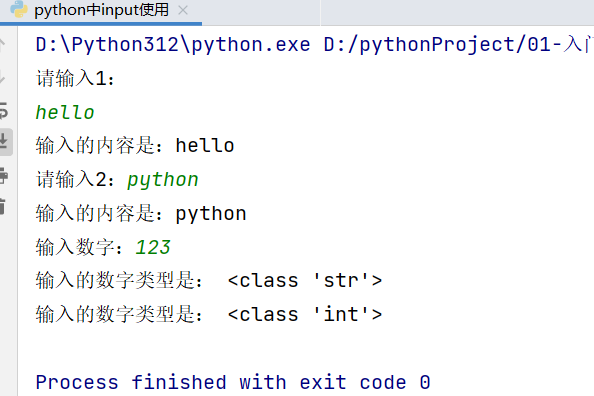 python中input使用
D:\Python312\python.exe D:/pythonProject/01-入门
请输入1：
hello
输入的内容是：hello
请输入2：python
输入的内容是：python
输入数字：123
输入的数字类型是： <class 'str'>
输入的数字类型是： <class 'int'>
Process finished with exit code 0